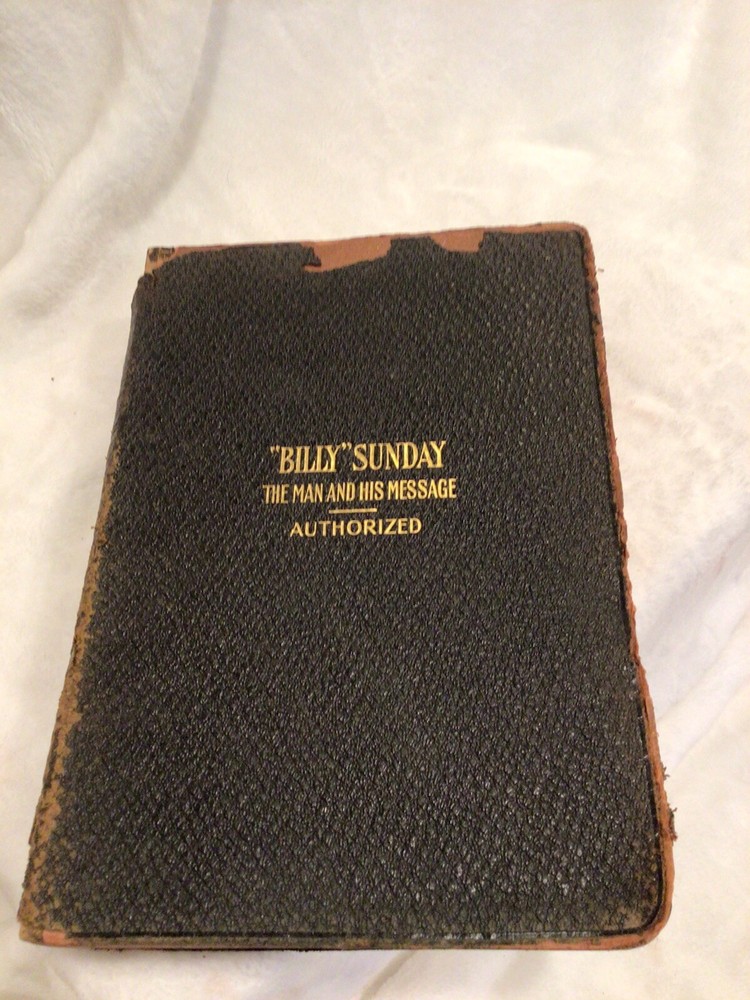 "BILLY" SUNDAY
THE MAN AND HIS MESSAGE
AUTHORIZED